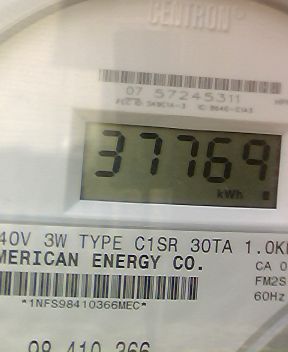 CENTRON®
07 57245311
37769
kWh
40V 3W TYPE C1SR 30TA 1.0K
MERICAN ENERGY CO.
CA 0
FM2S
60Hz
*1NFS98410366MEC*
98 410 366